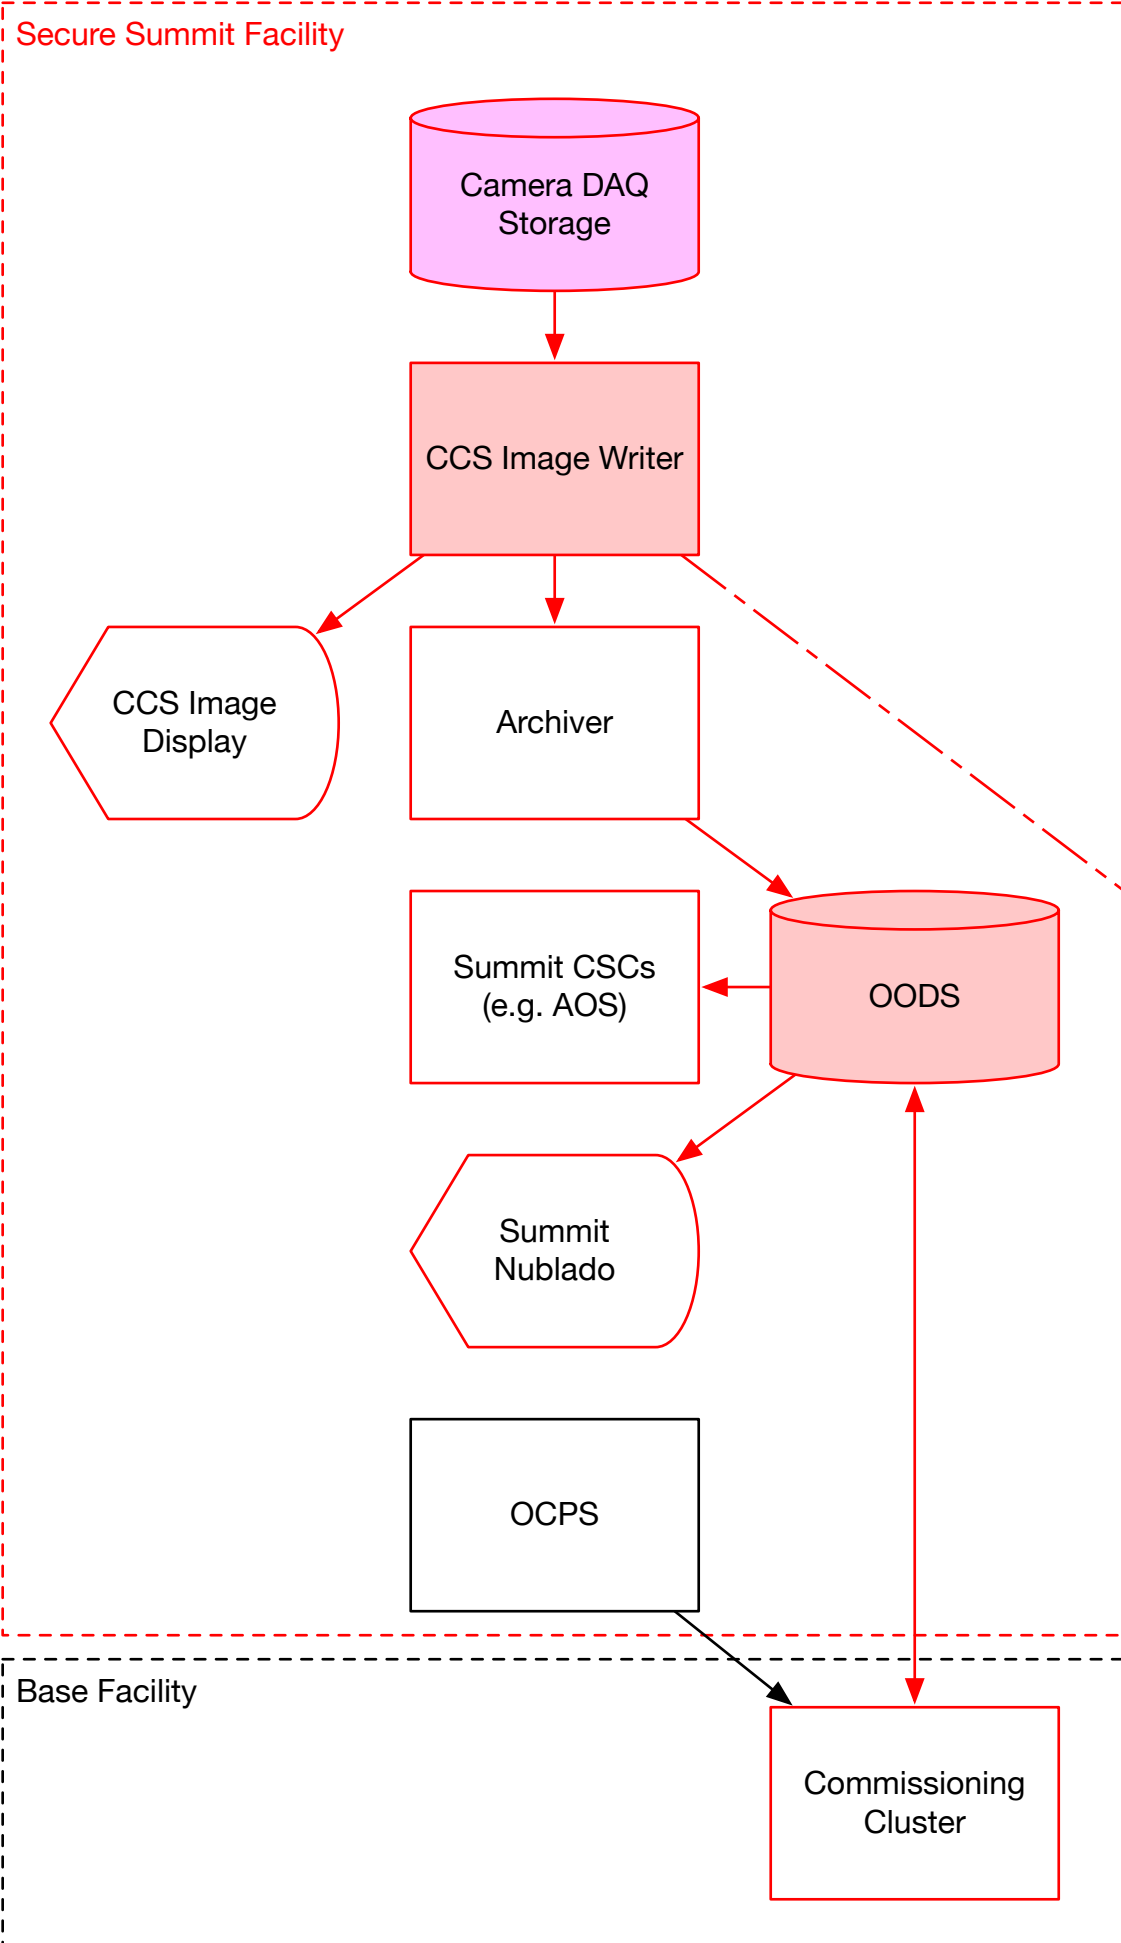 Secure Summit Facility
Camera DAQ
Storage
CCS Image Writer
CCS Image
Display
Archiver
Summit CSCs
(e.g. AOS)
OODS
Summit
Nublado
OCPS
Base Facility
Commissioning
Cluster